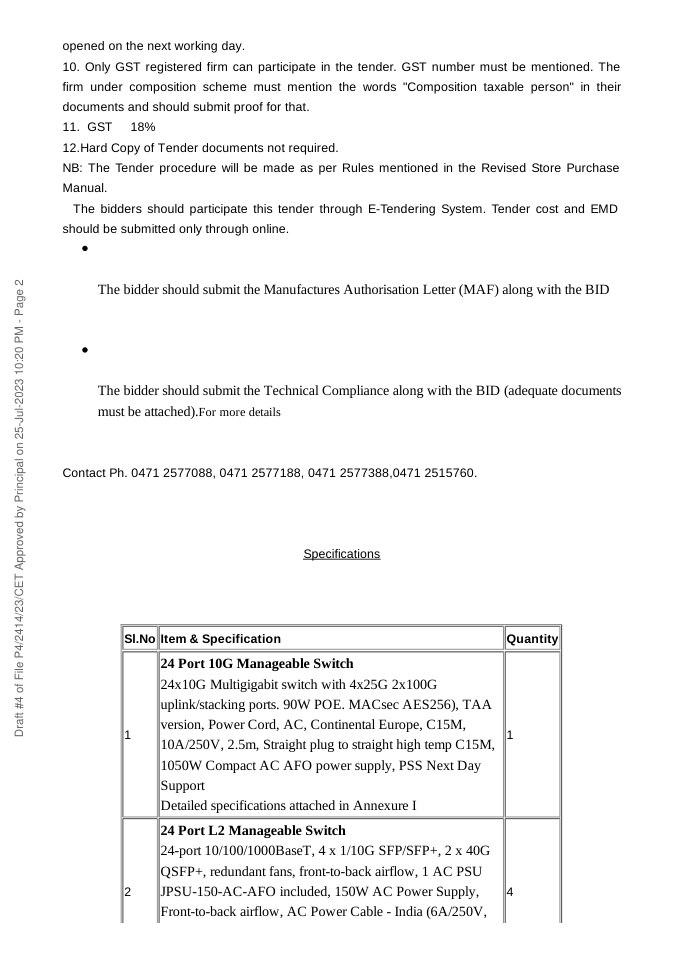 opened on the next working day.
10. Only GST registered firm can participate in the tender. GST number must be mentioned. The
firm under composition scheme must mention the words "Composition taxable person" in their
documents and should submit proof for that.
11. GST 18%
12.Hard Copy of Tender documents not required.
NB: The Tender procedure will be made as per Rules mentioned in the Revised Store Purchase
Manual.
The bidders should participate this tender through E-Tendering System. Tender cost and EMD
should be submitted only through online.
•
The bidder should submit the Manufactures Authorisation Letter (MAF) along with the BID
•
The bidder should submit the Technical Compliance along with the BID (adequate documents
must be attached).For more details
Contact Ph. 0471 2577088, 0471 2577188, 0471 2577388,0471 2515760.
Specifications
Sl.No Item & Specification Quantity
24 Port 10G Manageable Switch
24x10G Multigigabit switch with 4x25G 2x100G
uplink/stacking ports. 90W POE. MACsec AES256), TAA
version, Power Cord, AC, Continental Europe, C15M,
1 10A/250V, 2.5m, Straight plug to straight high temp C15M, 1
1050W Compact AC AFO power supply, PSS Next Day
Support
Detailed specifications attached in Annexure I
24 Port L2 Manageable Switch
24-port 10/100/1000BaseT, 4 x 1/10G SFP/SFP+, 2 x 40G
QSFP+, redundant fans, front-to-back airflow, 1 AC PSU
2 JPSU-150-AC-AFO included, 150W AC Power Supply, 4
Front-to-back airflow, AC Power Cable - India (6A/250V,
Draft #4 of File P4/2414/23/CET Approved by Principal on 25-Jul-2023 10:20 PM - Page 2